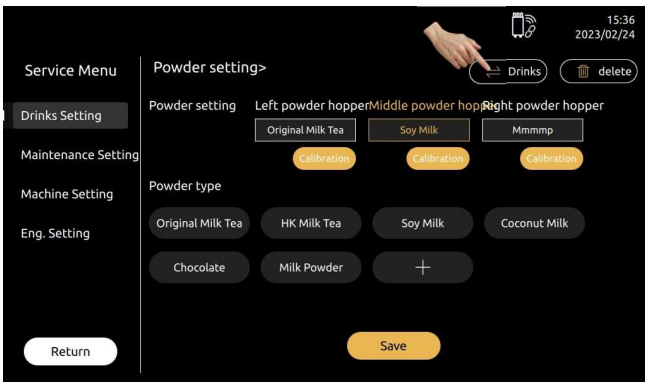 15:36
2023/02/24
Service Menu
Powder setting>
Drinks
delete
Drinks Setting
Powder setting
Left powder hopper
Middle powder hopper
Right powder hopper
Original Milk Tea
Soy Milk
Mmmmp
Maintenance Setting
Calibration
Calibration
Calibration
Machine Setting
Powder type
Eng. Setting
Original Milk Tea
HK Milk Tea
Soy Milk
Coconut Milk
Chocolate
Milk Powder
+
Return
Save